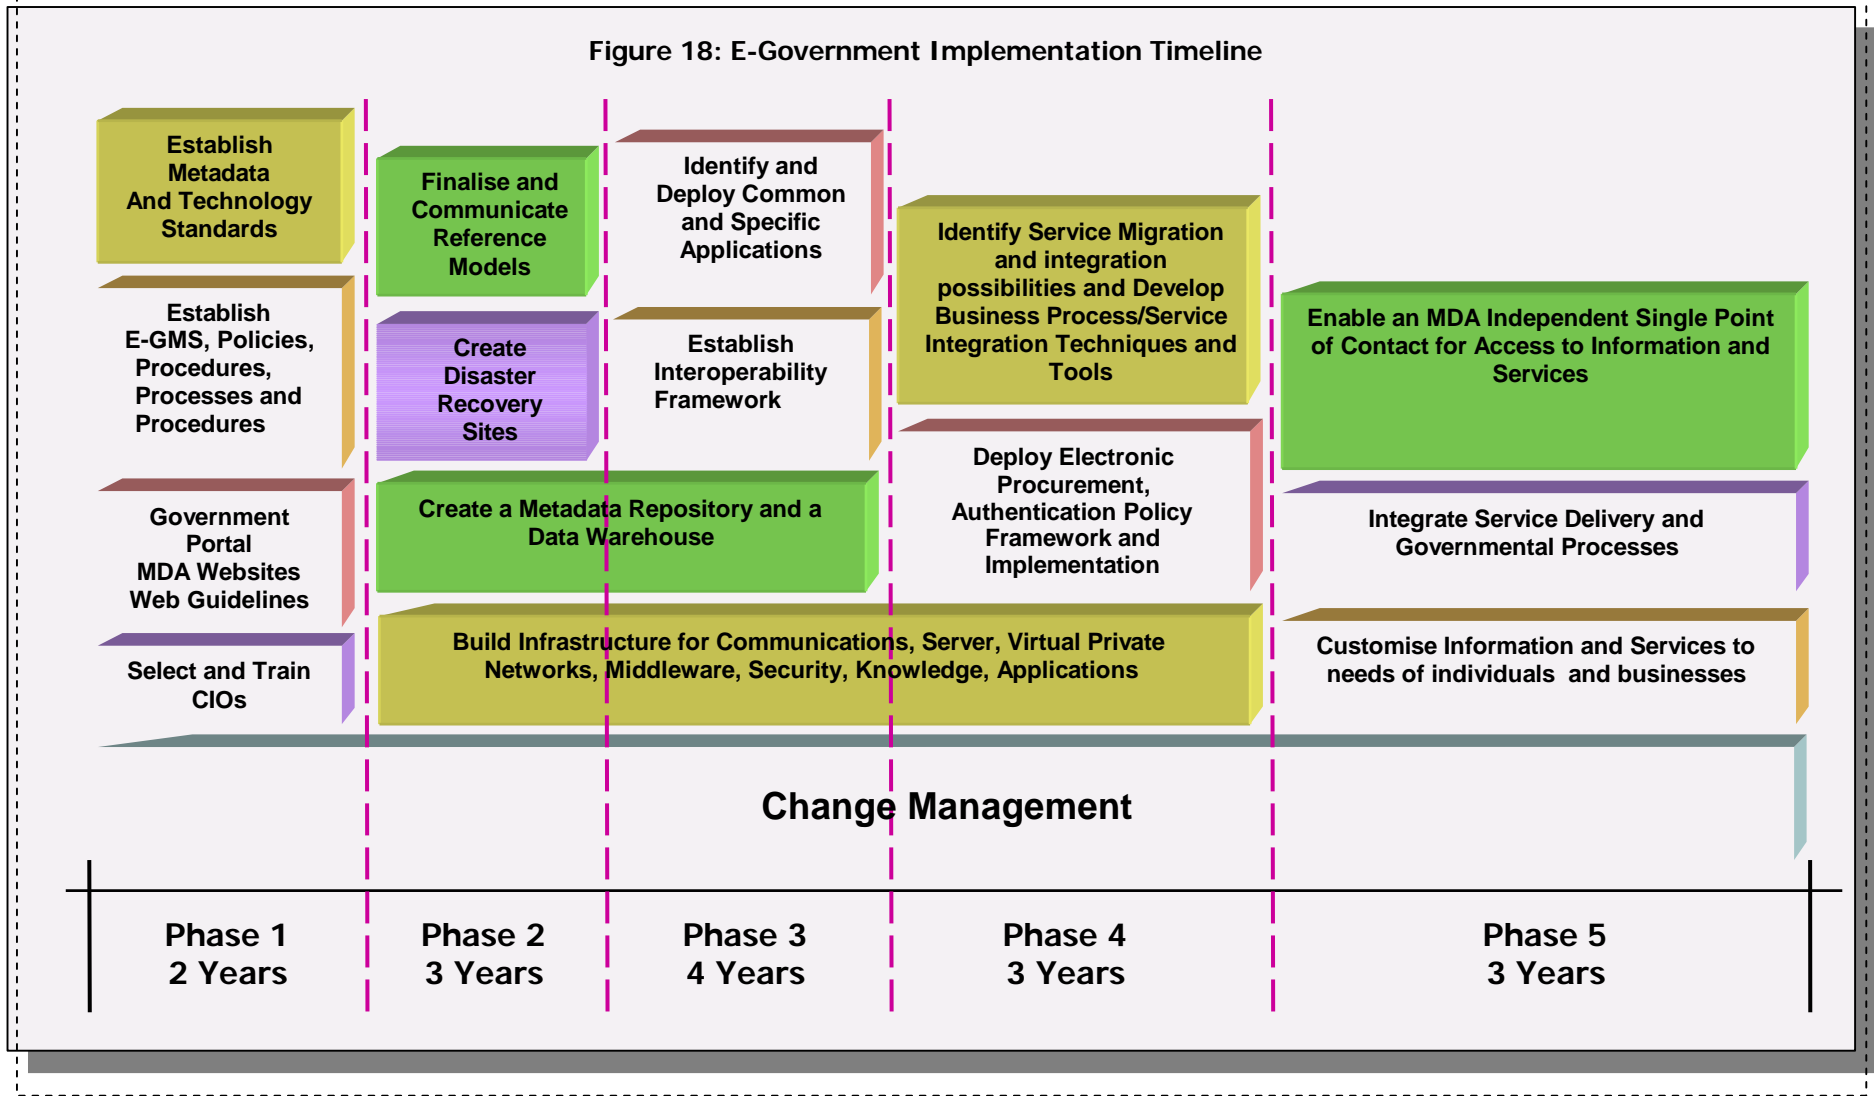 Figure 18: E-Government Implementation Timeline
Establish
Metadata
And Technology
Standards
Establish
E-GMS, Policies,
Procedures,
Processes and
Procedures
Government
Portal
MDA Websites
Web Guidelines
Select and Train
CIOs
Finalise and
Communicate
Reference
Models
Create
Disaster
Recovery
Sites
Identify and
Deploy Common
and Specific
Applications
Establish
Interoperability
Framework
Create a Metadata Repository and a
Data Warehouse
Identify Service Migration
and integration
possibilities and Develop
Business Process/Service
Integration Techniques and
Tools
Deploy Electronic
Procurement,
Authentication Policy
Framework and
Implementation
Build Infrastructure for Communications, Server, Virtual Private
Networks, Middleware, Security, Knowledge, Applications
Enable an MDA Independent Single Point
of Contact for Access to Information and
Services
Integrate Service Delivery and
Governmental Processes
Customise Information and Services to
needs of individuals and businesses
Change Management
Phase 1
2 Years
Phase 2
3 Years
Phase 3
4 Years
Phase 4
3 Years
Phase 5
3 Years